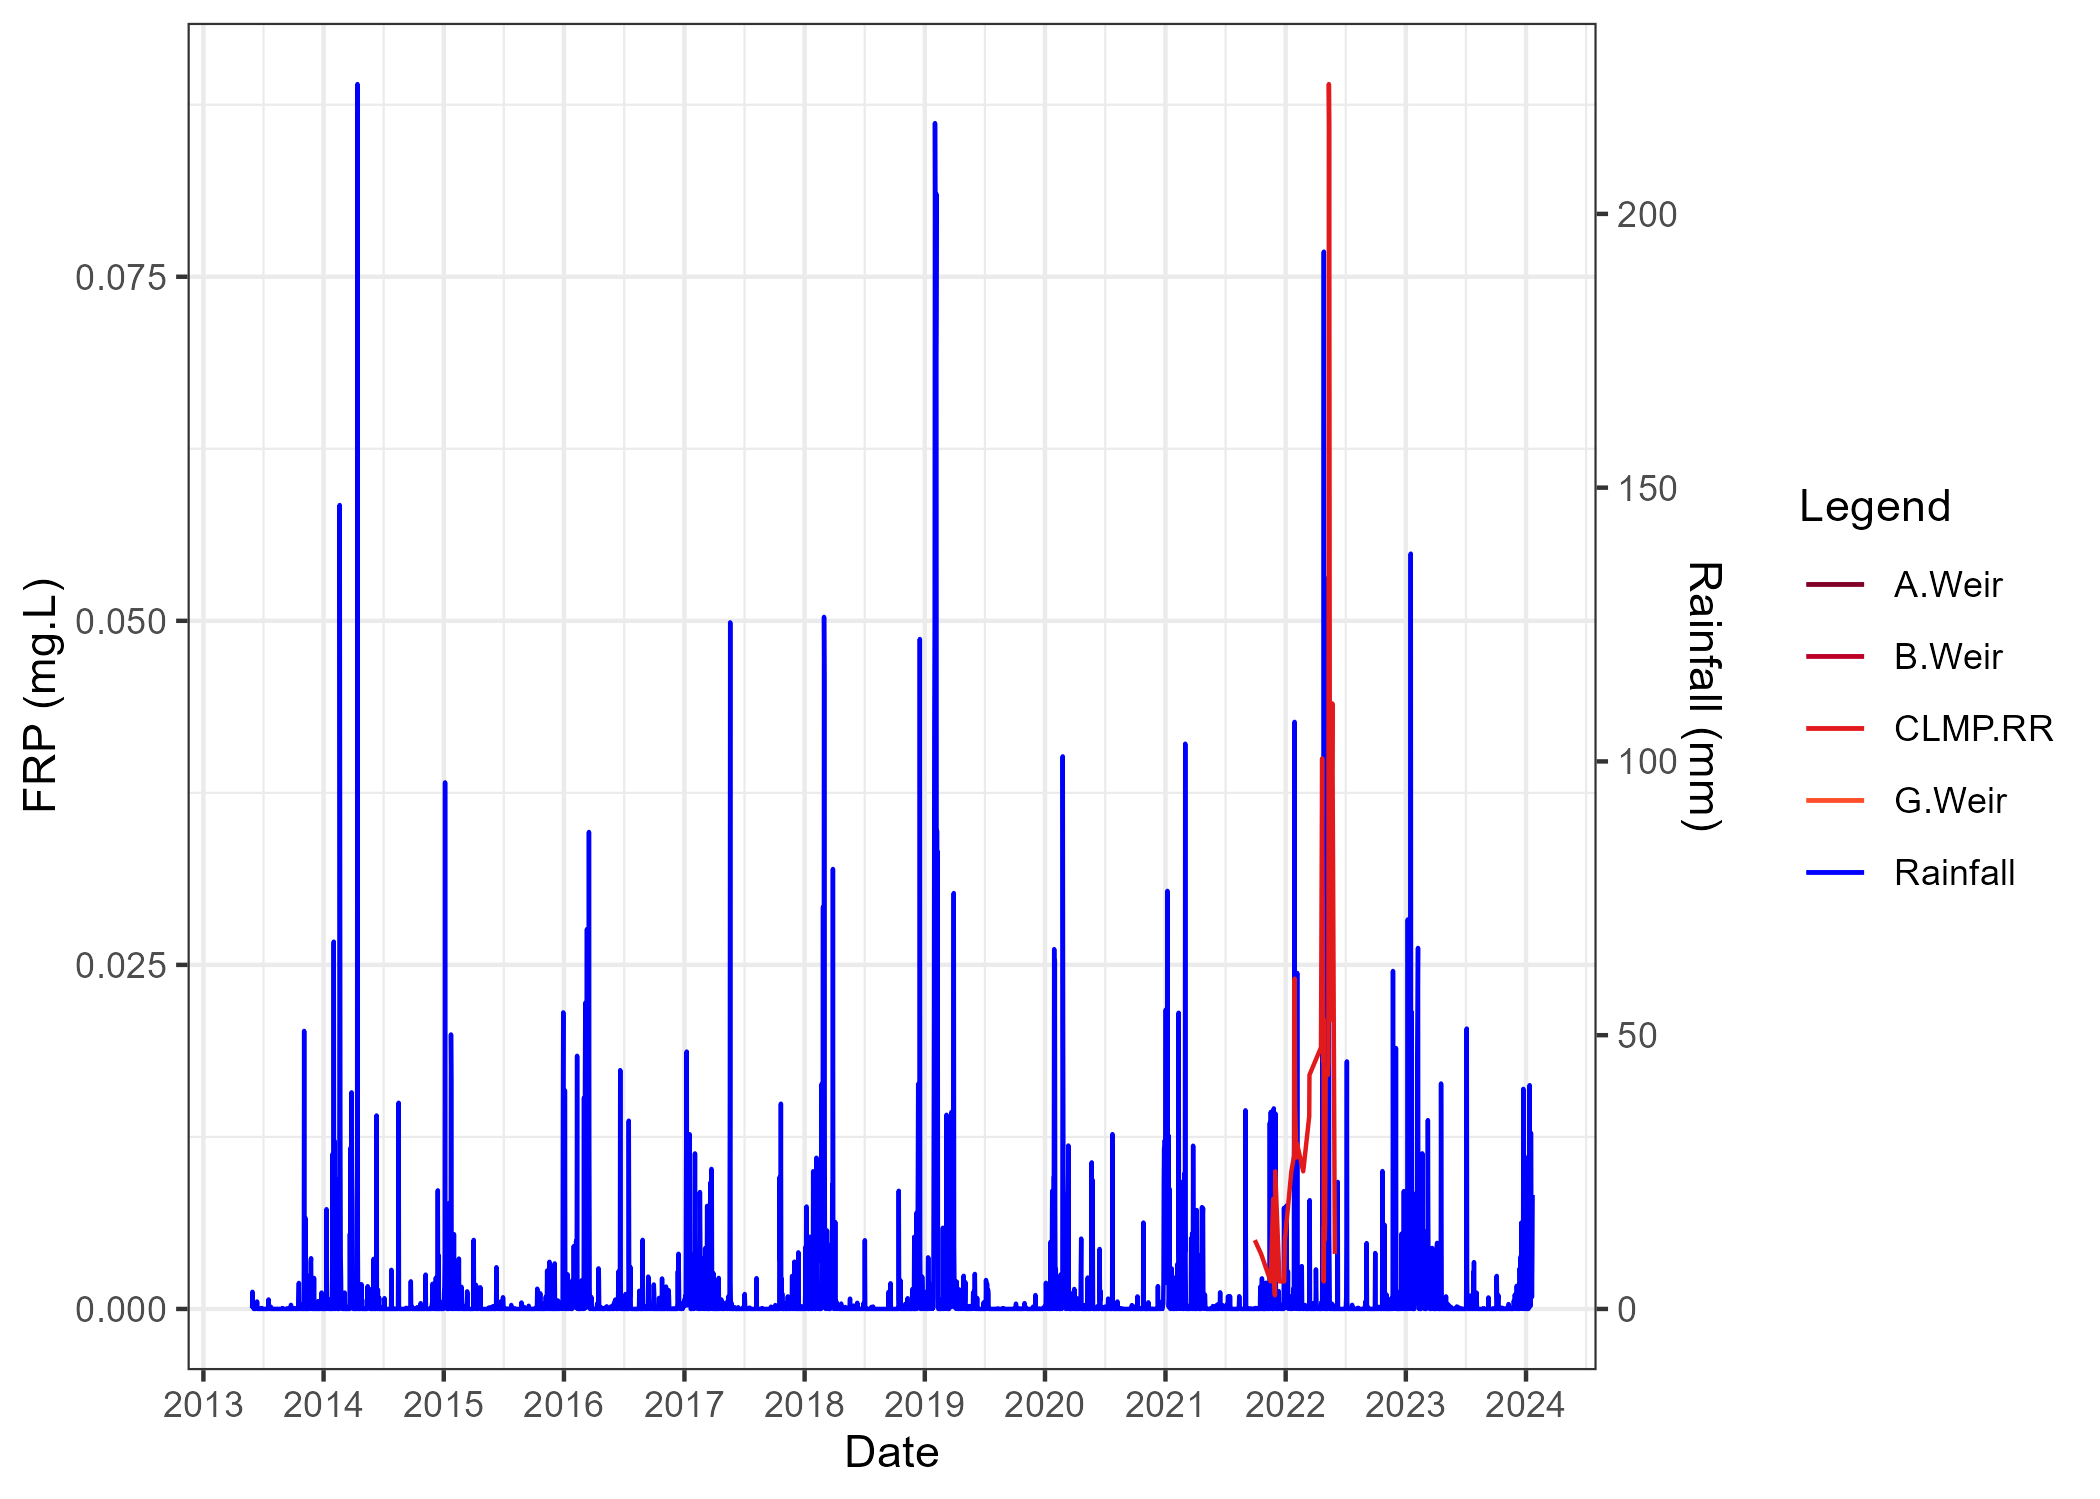 FRP (mg.L)
0.075
0.050
0.025
0.000
2013 2014 2015 2016 2017 2018 2019 2020 2021 2022 2023 2024
Date
200
150
100
50
0
Rainfall (mm)
Legend
A.Weir
B.Weir
CLMP.RR
G.Weir
Rainfall